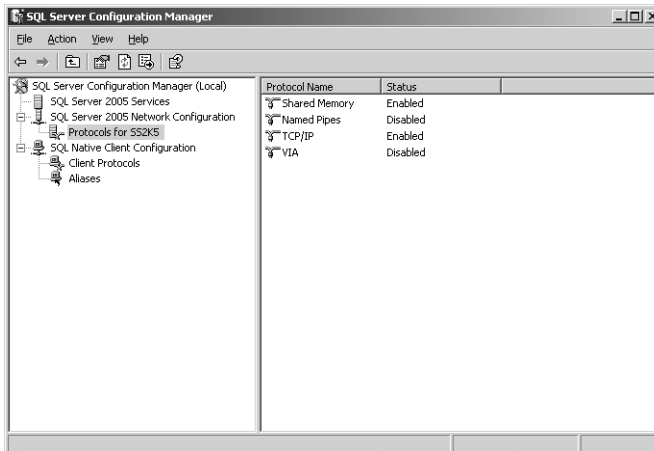 SQL Server Configuration Manager
File Action View Help
SQL Server Configuration Manager (Local)
SQL Server 2005 Services
SQL Server 2005 Network Configuration
Protocols for SS2K5
SQL Native Client Configuration
Client Protocols
Aliases
Protocol Name Status
Shared Memory Enabled
Named Pipes Disabled
TCP/IP Enabled
VIA Disabled